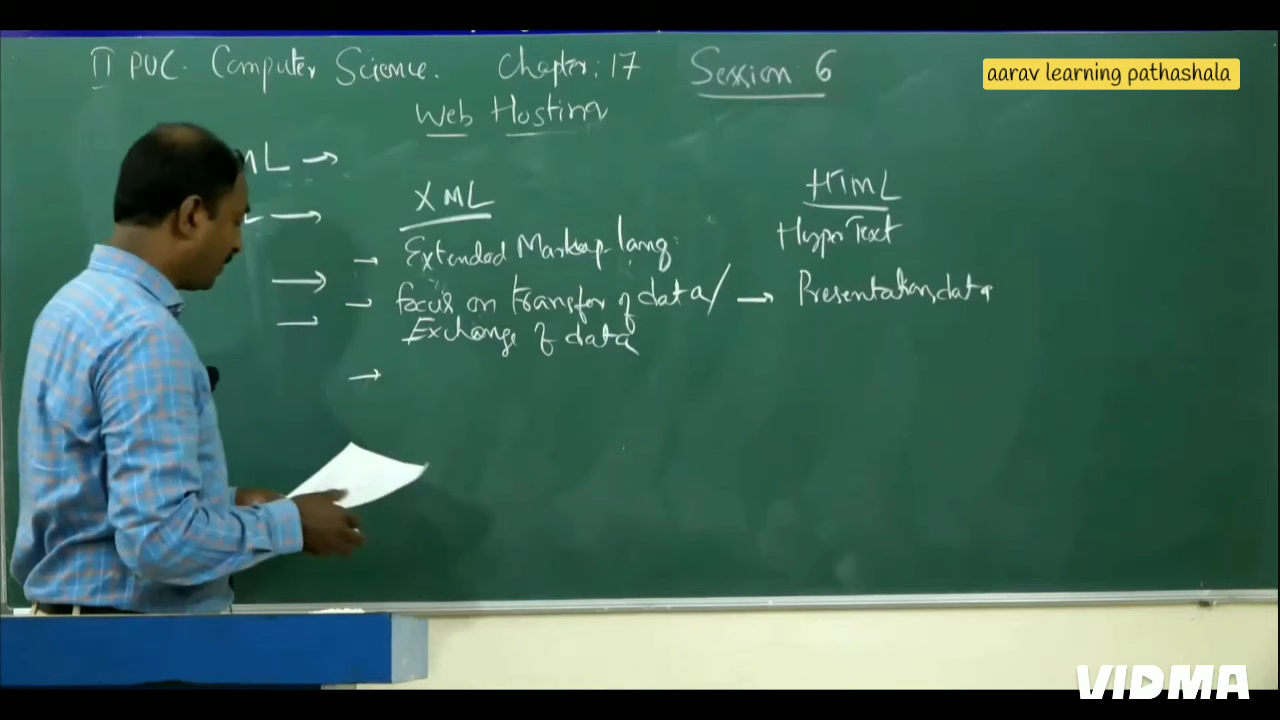 II PUC. Computer Science. Chapter: 17 Session: 6
aarav learning pathashala
Web Hosting
ML →
XML HTML
→ Extended Markup lang: Hyper Text
→ Focus on transfer of data/ → Presentation data
Exchange of data
→
VIDMA